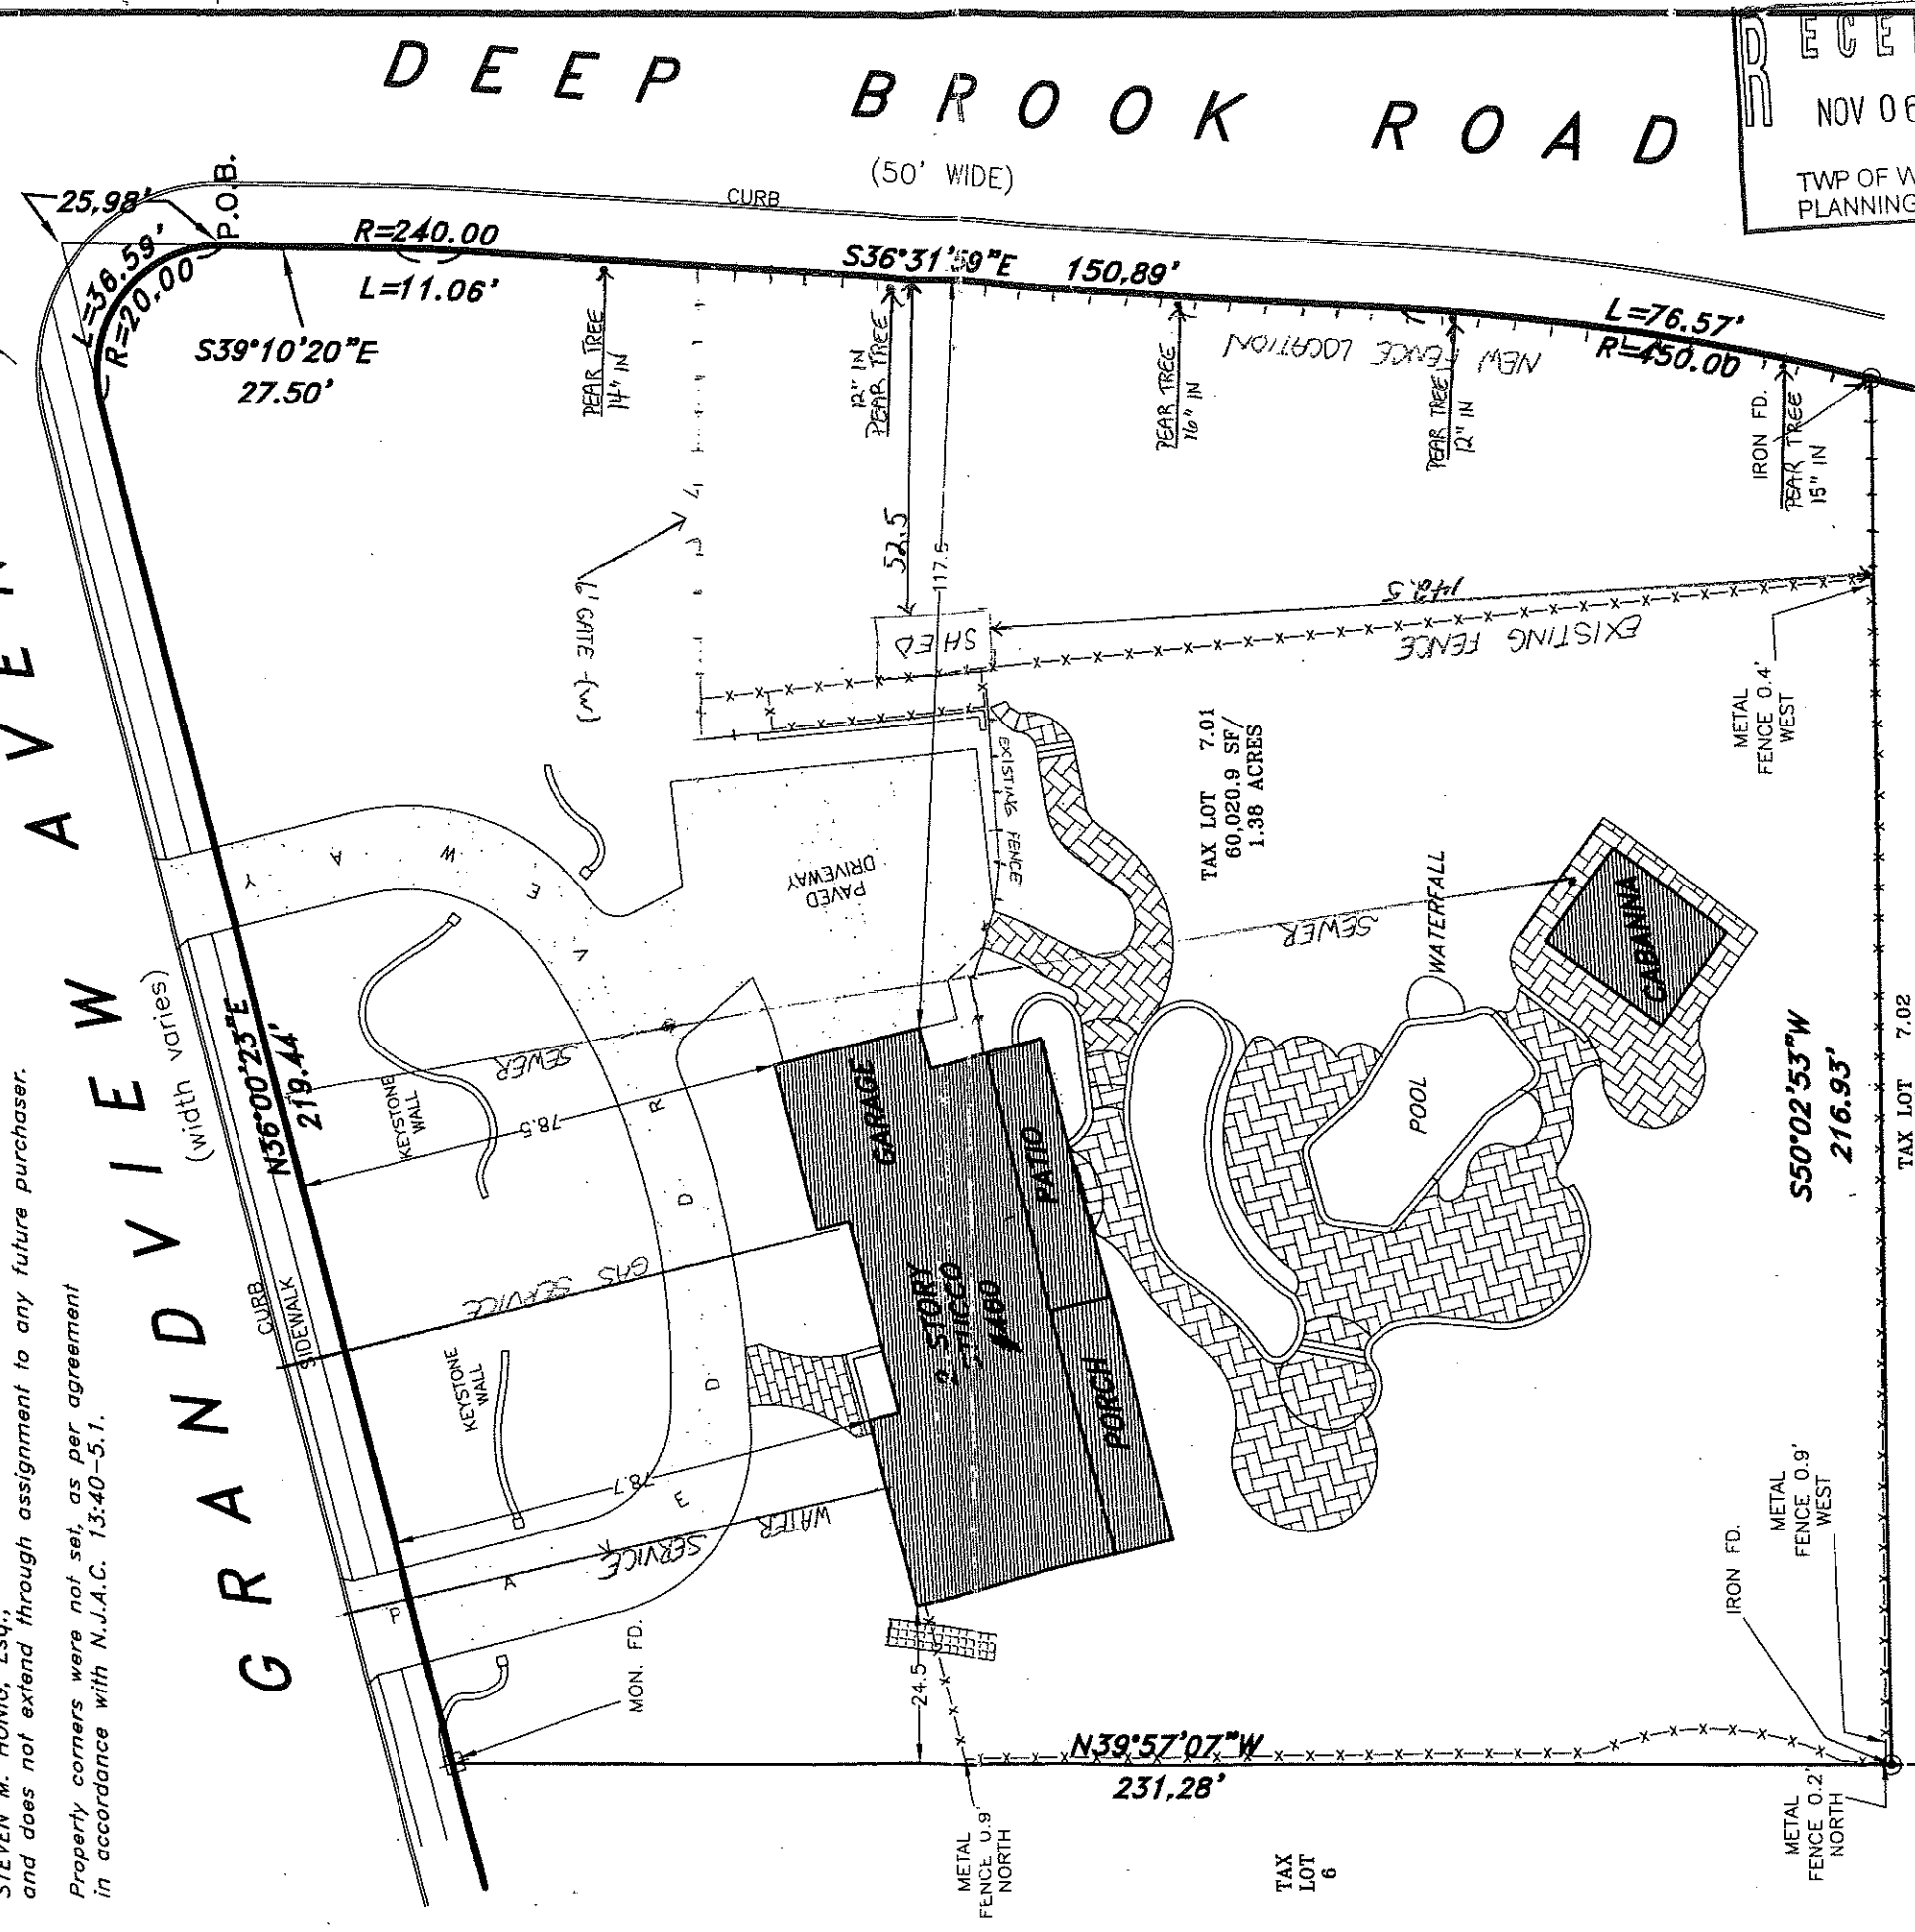 DEEP BROOK ROAD
(50' WIDE)
CURB
NOV 06
TWP OF W
PLANNING
25.98'
P.O.B.
L=36.59'
R=20.00
R=240.00
L=11.06'
S39°10'20"E
27.50'
S36°31'59"E 150.89'
L=76.57'
R=450.00
PEAR TREE
14" IN
12" IN
PEAR TREE
PEAR TREE
16" IN
PEAR TREE
12" IN
IRON FD.
PEAR TREE
15" IN
NEW FENCE LOCATION
GATE
52.5
117.6
SHED
EXISTING FENCE
METAL
FENCE 0.4'
WEST
EXISTING FENCE
TAX LOT 7.01
60,020.9 SF/
1.38 ACRES
PAVED
DRIVEWAY
GRANDVIEW AVEN
(width varies)
N36°00'23"E
219.44'
CURB
SIDEWALK
KEYSTONE
WALL
KEYSTONE
WALL
SEWER
78.5
GAS SERVICE
78.7
WATER
SERVICE
PAVED DRIVEWAY
GARAGE
PATIO
2 STORY
STUCCO
PORCH
SEWER
WATERFALL
POOL
CABANNA
S50°02'53"W
216.93'
TAX LOT 7.02
MON. FD.
24.5
N39°57'07"W
231.28'
METAL
FENCE 0.9'
NORTH
TAX
LOT
6
IRON FD.
METAL
FENCE 0.9'
WEST
METAL
FENCE 0.2'
NORTH
STEVEN M. HONIG, Esq.,
and does not extend through assignment to any future purchaser.
Property corners were not set, as per agreement
in accordance with N.J.A.C. 13:40-5.1.